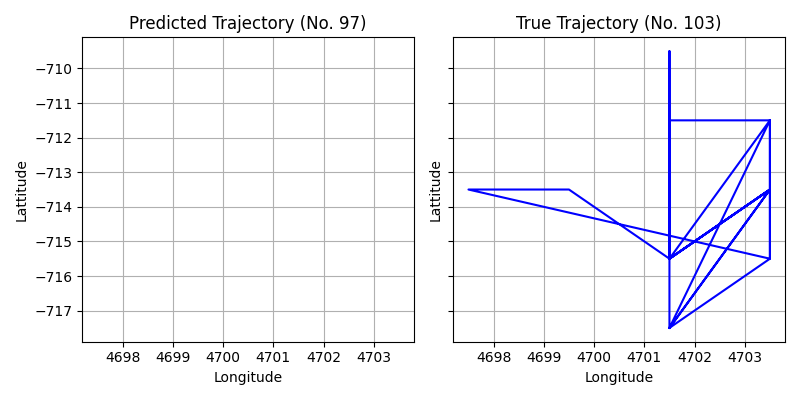 Predicted Trajectory (No. 97)
True Trajectory (No. 103)
−710
−711
−712
−713
−714
−715
−716
−717
Lattitude
Lattitude
4698 4699 4700 4701 4702 4703
4698 4699 4700 4701 4702 4703
Longitude
Longitude